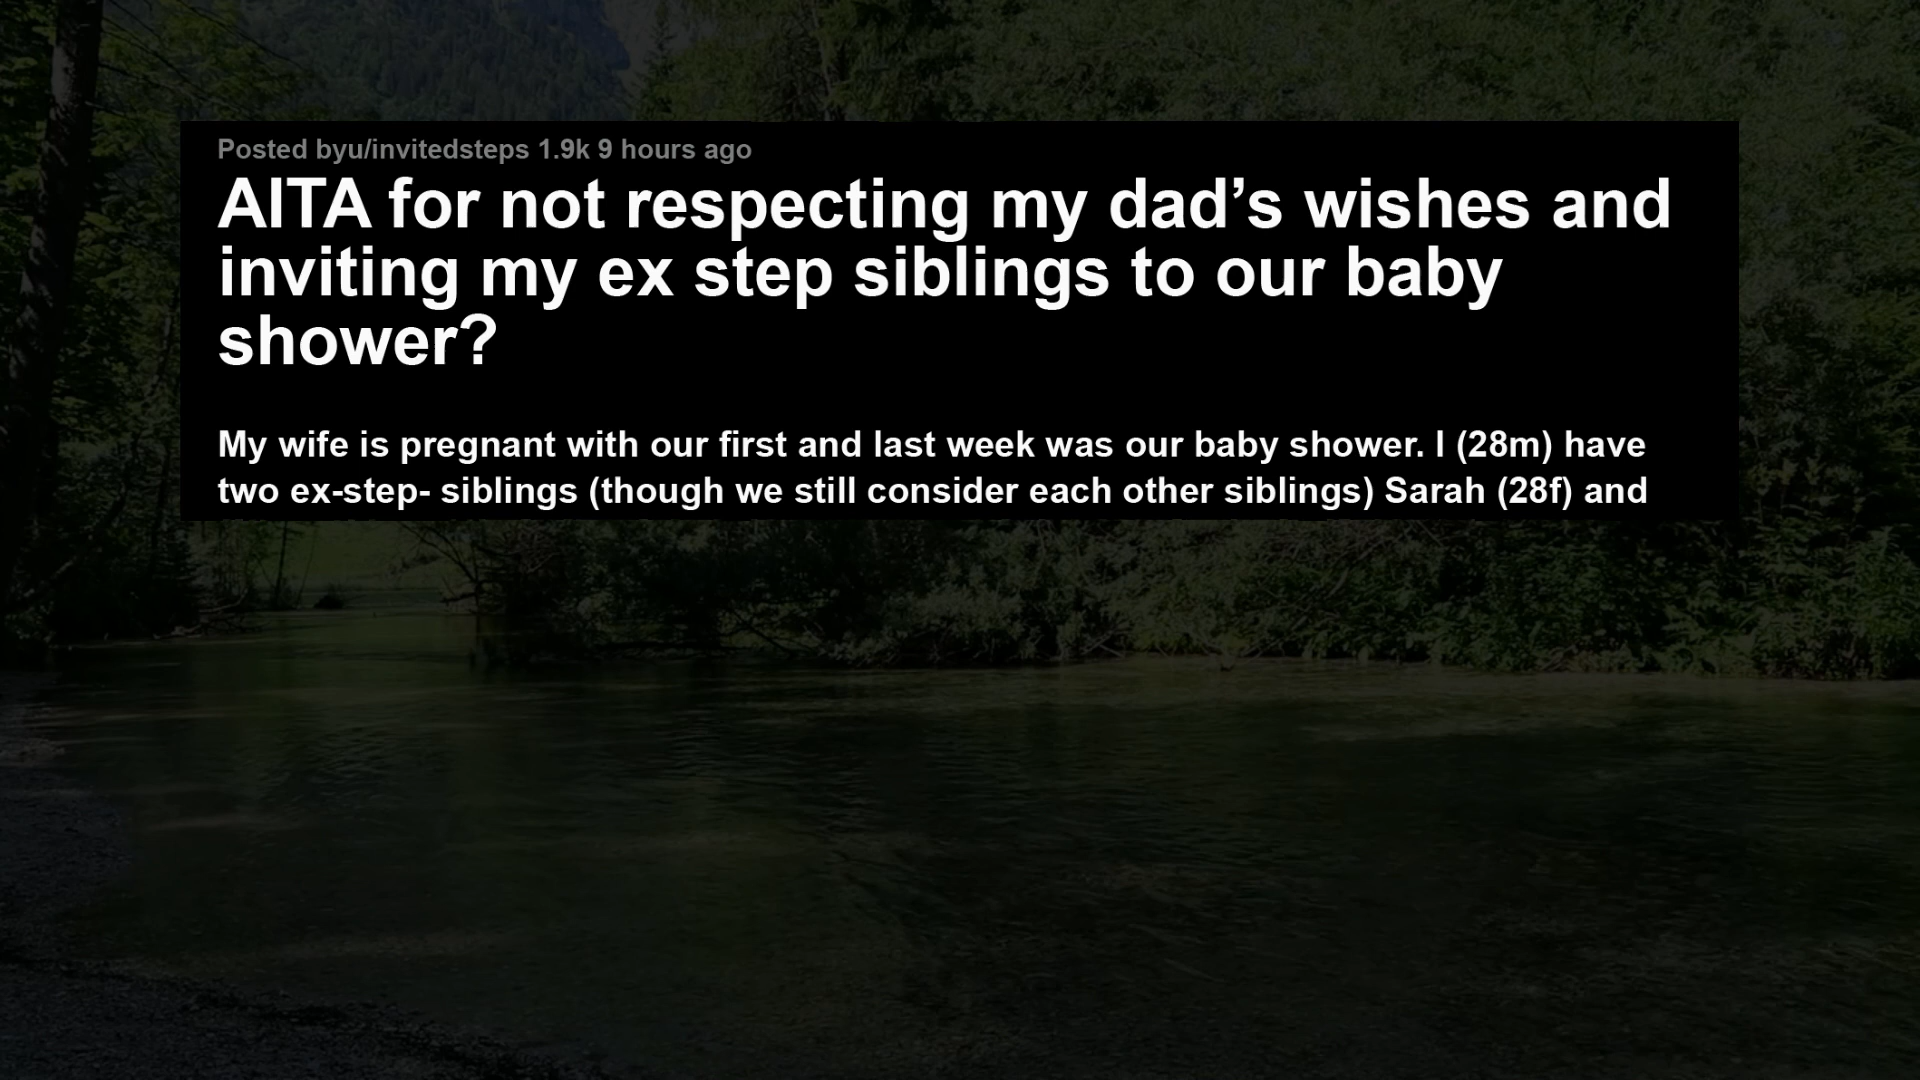 Posted byu/invitedsteps 1.9k 9 hours ago
AITA for not respecting my dad’s wishes and
inviting my ex step siblings to our baby
shower?
My wife is pregnant with our first and last week was our baby shower. I (28m) have
two ex-step- siblings (though we still consider each other siblings) Sarah (28f) and